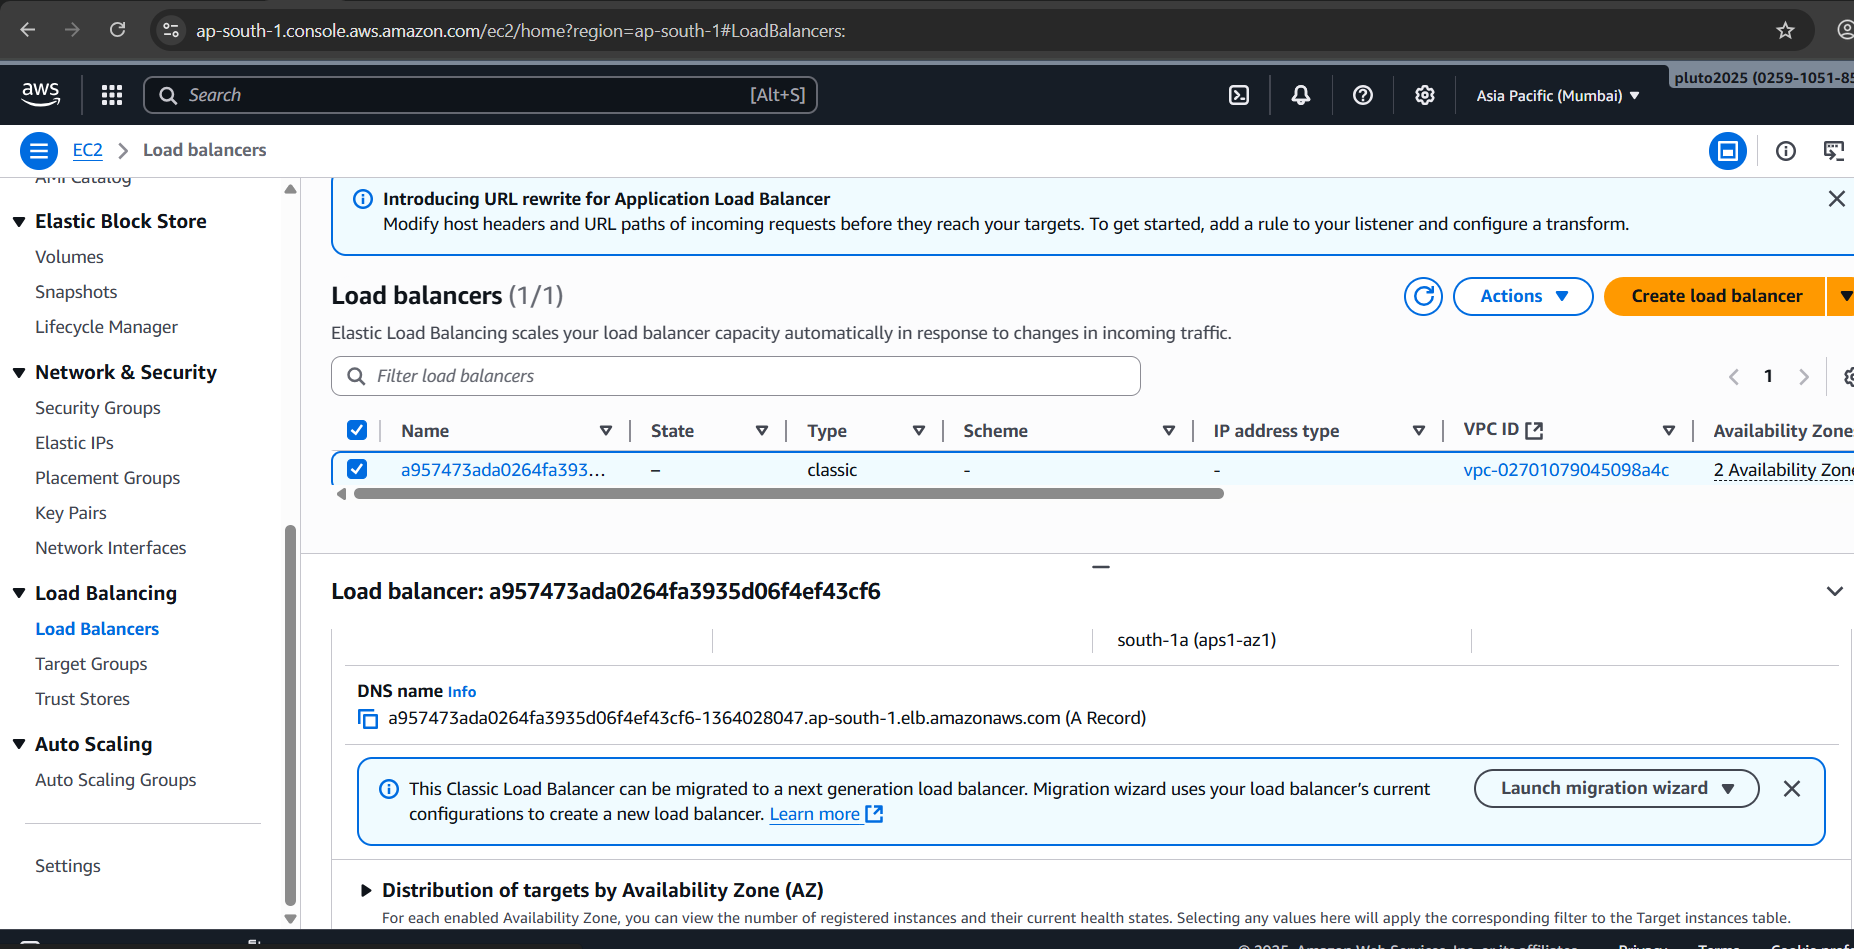 ap-south-1.console.aws.amazon.com/ec2/home?region=ap-south-1#LoadBalancers:
aws
Search
[Alt+S]
Asia Pacific (Mumbai)
pluto2025 (0259-1051-85
EC2
Load balancers
AMI Catalog
Elastic Block Store
Volumes
Snapshots
Lifecycle Manager
Network & Security
Security Groups
Elastic IPs
Placement Groups
Key Pairs
Network Interfaces
Load Balancing
Load Balancers
Target Groups
Trust Stores
Auto Scaling
Auto Scaling Groups
Settings
Introducing URL rewrite for Application Load Balancer
Modify host headers and URL paths of incoming requests before they reach your targets. To get started, add a rule to your listener and configure a transform.
Load balancers (1/1)
Actions
Create load balancer
Elastic Load Balancing scales your load balancer capacity automatically in response to changes in incoming traffic.
Filter load balancers
1
Name State Type Scheme IP address type VPC ID Availability Zone
a957473ada0264fa393... – classic - - vpc-02701079045098a4c 2 Availability Zone
Load balancer: a957473ada0264fa3935d06f4ef43cf6
south-1a (aps1-az1)
DNS name Info
a957473ada0264fa3935d06f4ef43cf6-1364028047.ap-south-1.elb.amazonaws.com (A Record)
This Classic Load Balancer can be migrated to a next generation load balancer. Migration wizard uses your load balancer's current
configurations to create a new load balancer. Learn more
Launch migration wizard
Distribution of targets by Availability Zone (AZ)
For each enabled Availability Zone, you can view the number of registered instances and their current health states. Selecting any values here will apply the corresponding filter to the Target instances table.